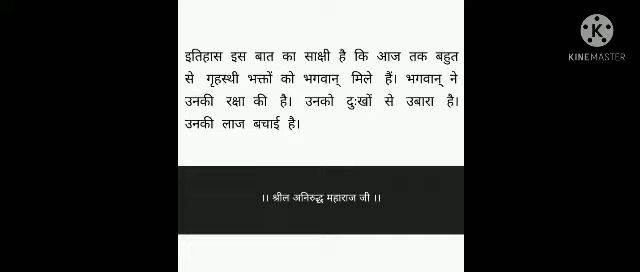 इतिहास इस बात का साक्षी है कि आज तक बहुत
से गृहस्थी भक्तों को भगवान् मिले हैं। भगवान् ने
उनकी रक्षा की है। उनको दुःखों से उबारा है।
उनकी लाज बचाई है।
।। श्रील अनिरुद्ध महाराज जी ।।
K
KINEMASTER